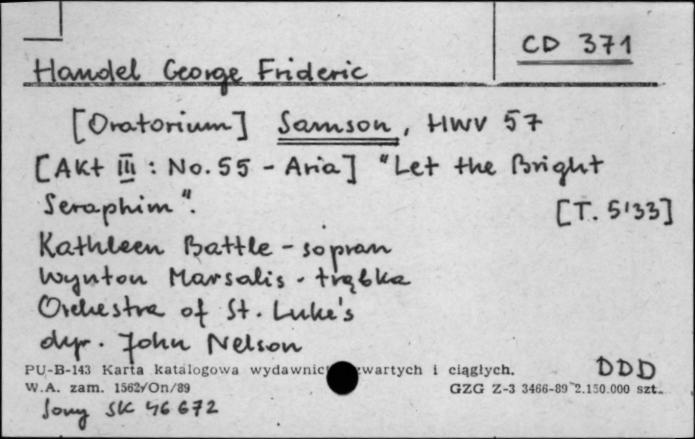 CD 371
Handel George Frideric
[Oratorium] Samson, HWV 57
[Akt III : No. 55 - Aria] "Let the Bright
Seraphim".
[T. 5'33]
Kathleen Battle - sopran
Wynton Marsalis - trąbka
Orchestra of St. Luke's
dyr. John Nelson
PU-B-143 Karta katalogowa wydawnic wartych i ciągłych.
DDD
W.A. zam. 1562/On/89
GZG Z-3 3466-89 2.150.000 szt.
Sony SK 46 672